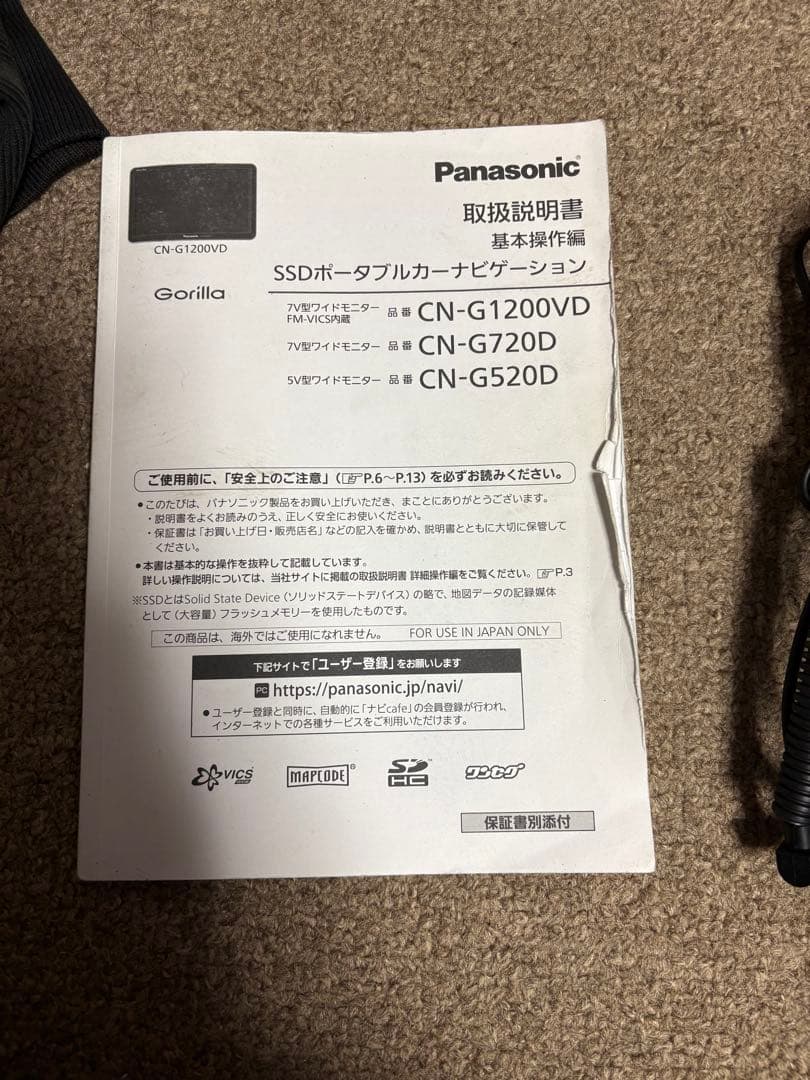 Panasonic
取扱説明書
基本操作編
CN-G1200VD
SSDポータブルカーナビゲーション
Gorilla
7V型ワイドモニター FM-VICS内蔵 品番 CN-G1200VD
7V型ワイドモニター 品番 CN-G720D
5V型ワイドモニター 品番 CN-G520D
ご使用前に、「安全上のご注意」(☞P.6〜P.13)を必ずお読みください。
●このたびは、パナソニック製品をお買い上げいただき、まことにありがとうございます。
・説明書をよくお読みのうえ、正しく安全にお使いください。
・保証書は「お買い上げ日・販売店名」などの記入を確かめ、説明書とともに大切に保管して
ください。
●本書は基本的な操作を抜粋して記載しています。
詳しい操作説明については、当社サイトに掲載の取扱説明書 詳細操作編をご覧ください。☞P.3
※SSDとはSolid State Device(ソリッドステートデバイス)の略で、地図データの記録媒体
として(大容量)フラッシュメモリーを使用したものです。
この商品は、海外ではご使用になれません。 FOR USE IN JAPAN ONLY
下記サイトで「ユーザー登録」をお願いします
PC https://panasonic.jp/navi/
●ユーザー登録と同時に、自動的に「ナビcafe」の会員登録が行われ、
インターネットでの各種サービスをご利用いただけます。
VICS MAPCODE® SDHC™ ワンセグ
保証書別添付